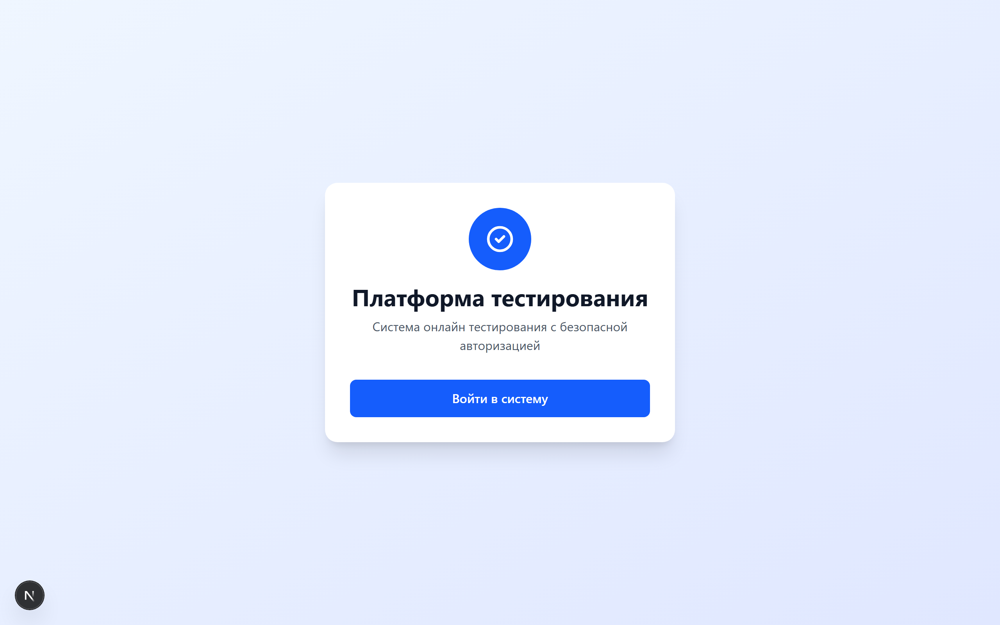 Платформа тестирования
Система онлайн тестирования с безопасной
авторизацией
Войти в систему
N